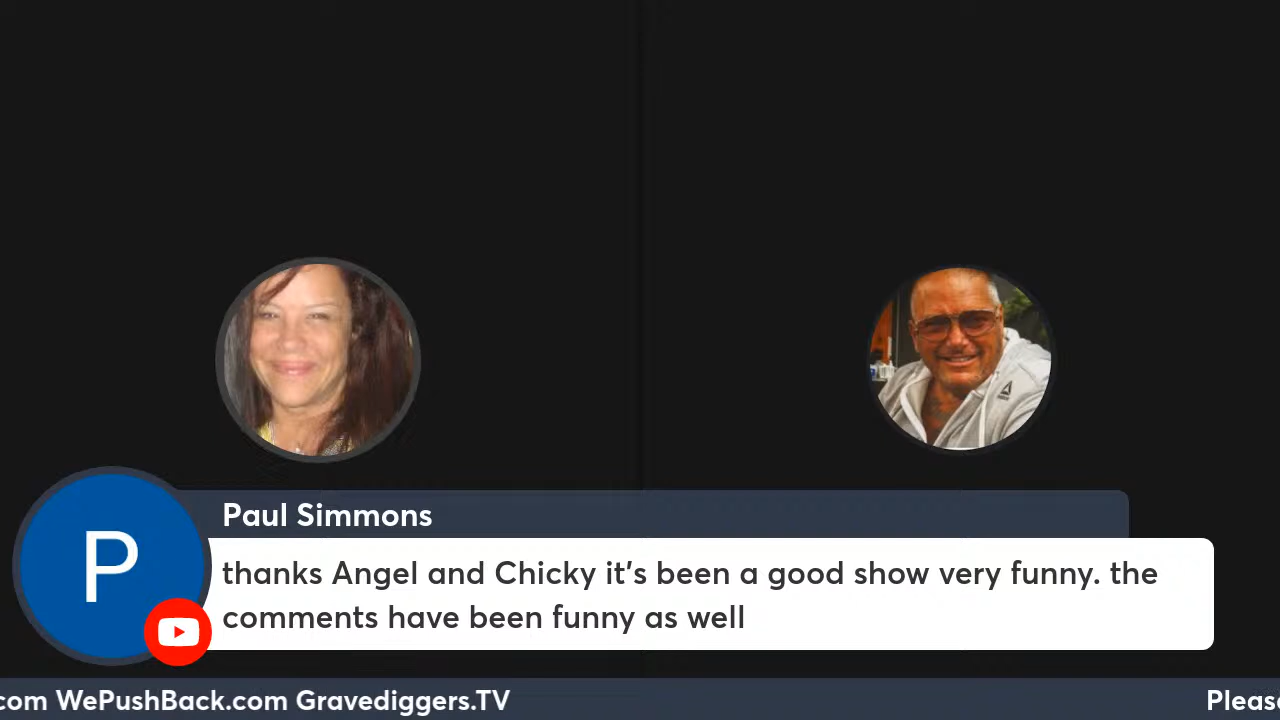 Paul Simmons
thanks Angel and Chicky it's been a good show very funny. the
comments have been funny as well
P
com WePushBack.com Gravediggers.TV
Pleas